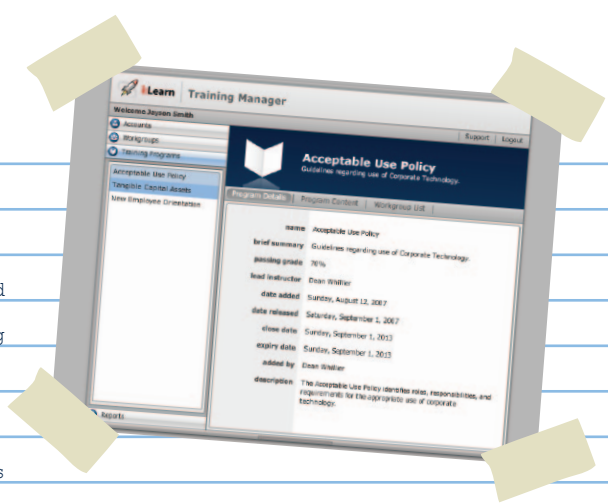 iLearn Training Manager
Welcome Jayson Smith
Support | Logout
Accounts
Workgroups
Training Programs
Acceptable Use Policy
Tangible Capital Assets
New Employee Orientation
Reports
Acceptable Use Policy
Guidelines regarding use of Corporate Technology.
Program Details | Program Content | Workgroup List |
name Acceptable Use Policy
brief summary Guidelines regarding use of Corporate Technology.
passing grade 70%
lead instructor Dean Whillier
date added Sunday, August 12, 2007
date released Saturday, September 1, 2007
close date Sunday, September 1, 2013
expiry date Sunday, September 1, 2013
added by Dean Whillier
description The Acceptable Use Policy identifies roles, responsibilities, and
requirements for the appropriate use of corporate
technology.